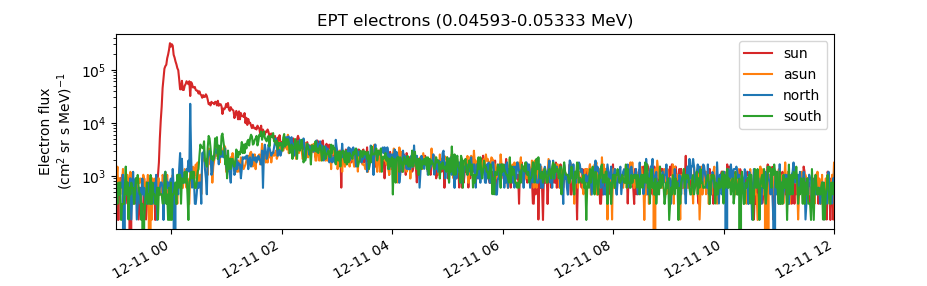 EPT electrons (0.04593-0.05333 MeV)
Electron flux
(cm² sr s MeV)⁻¹
10⁵
10⁴
10³
sun
asun
north
south
12-11 00
12-11 02
12-11 04
12-11 06
12-11 08
12-11 10
12-11 12